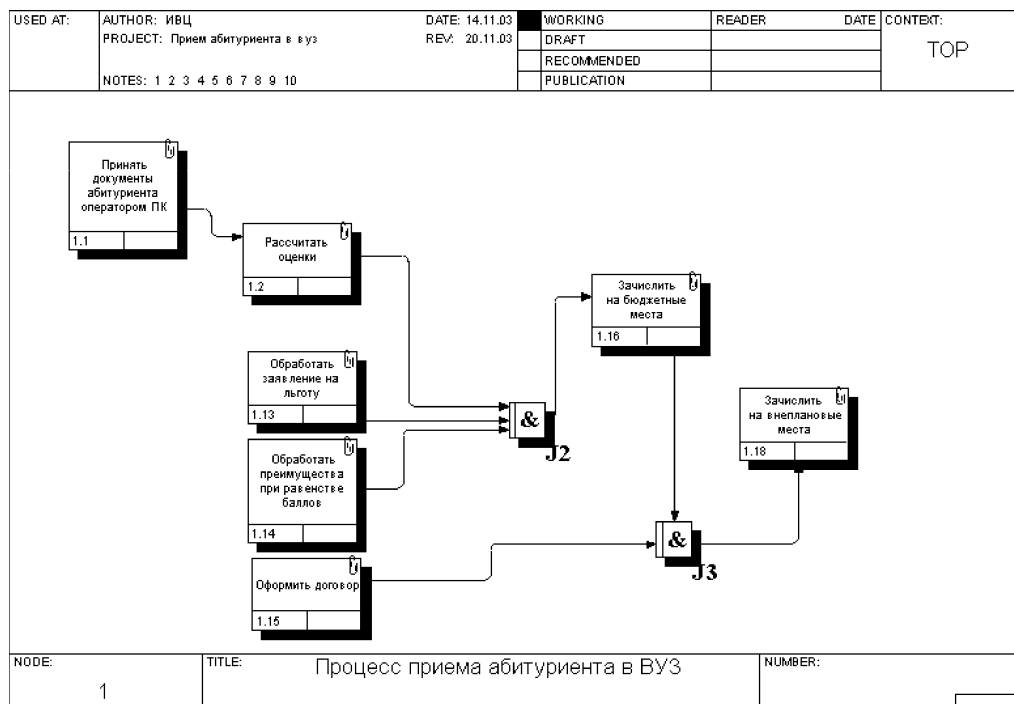 USED AT:
AUTHOR: ИВЦ
DATE: 14.11.03
WORKING
READER
DATE
CONTEXT:
PROJECT: Прием абитуриента в вуз
REV: 20.11.03
DRAFT
TOP
RECOMMENDED
NOTES: 1 2 3 4 5 6 7 8 9 10
PUBLICATION
Принять
документы
абитуриента
оператором ПК
1.1
Рассчитать
оценки
1.2
Зачислить
на бюджетные
места
1.16
Обработать
заявление на
льготу
1.13
&
J2
Зачислить
на внеплановые
места
1.18
Обработать
преимущества
при равенстве
баллов
1.14
&
J3
Оформить договор
1.15
NODE:
1
TITLE:
Процесс приема абитуриента в ВУЗ
NUMBER: